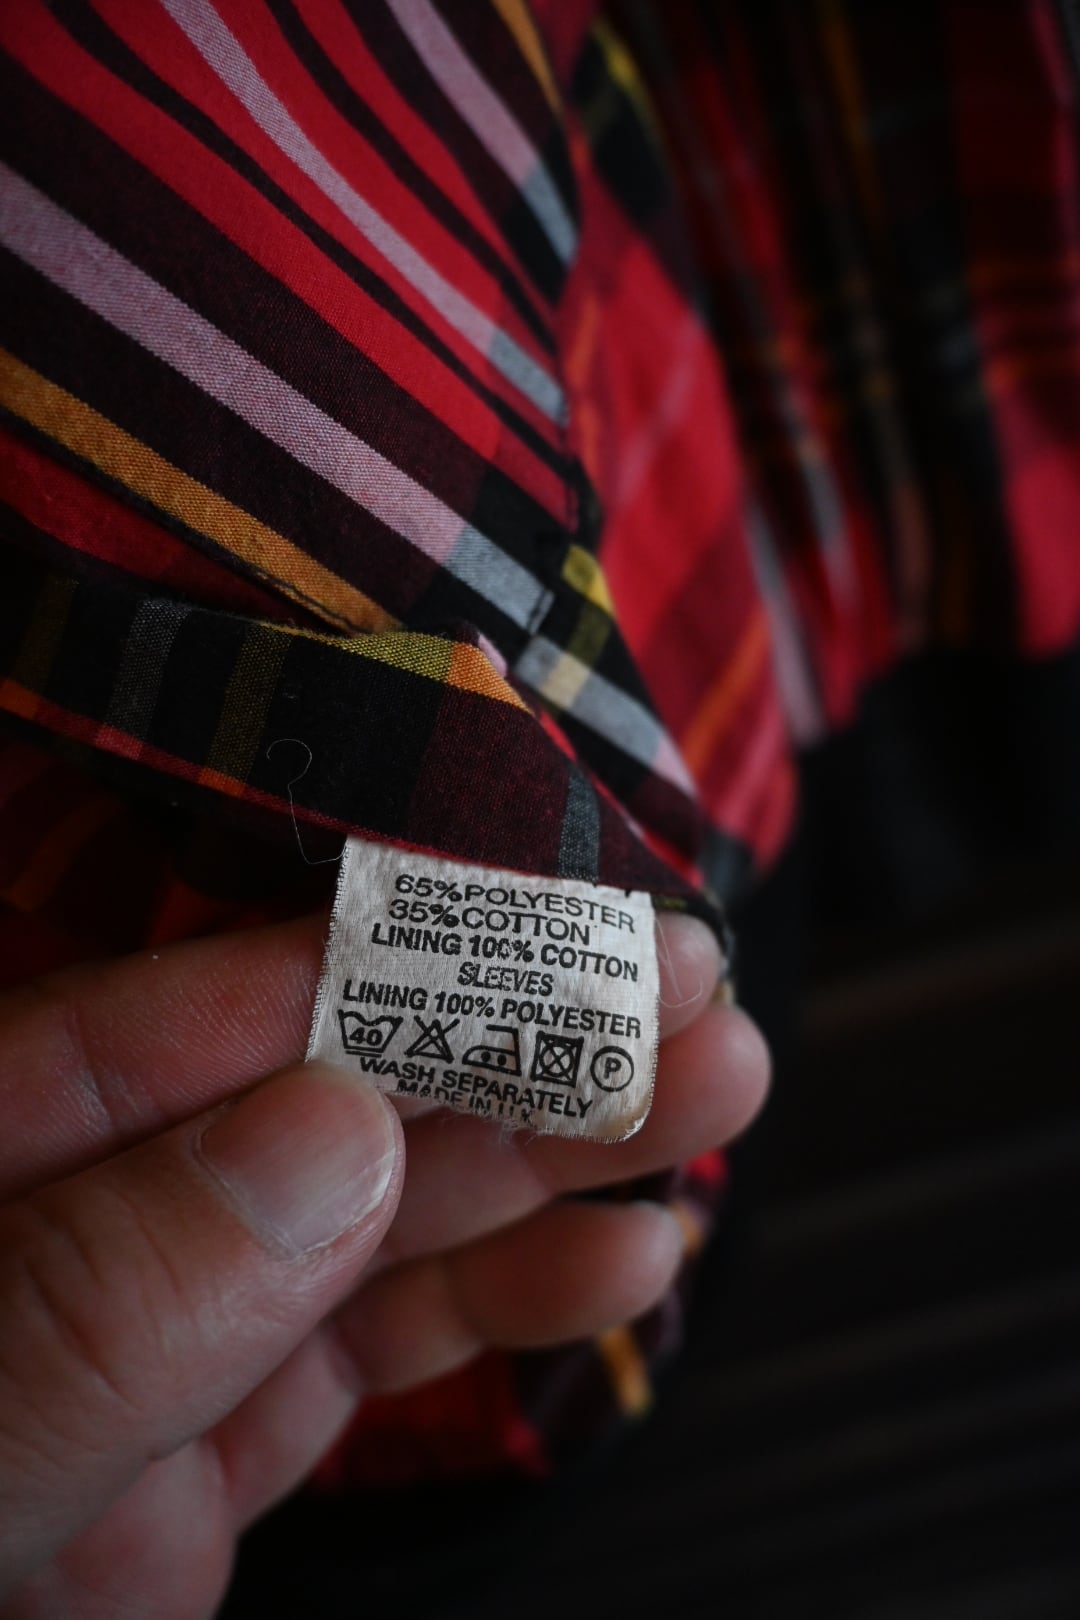 65%POLYESTER
35%COTTON
LINING 100% COTTON
SLEEVES
LINING 100% POLYESTER
40 P
WASH SEPARATELY
MADE IN U.K.